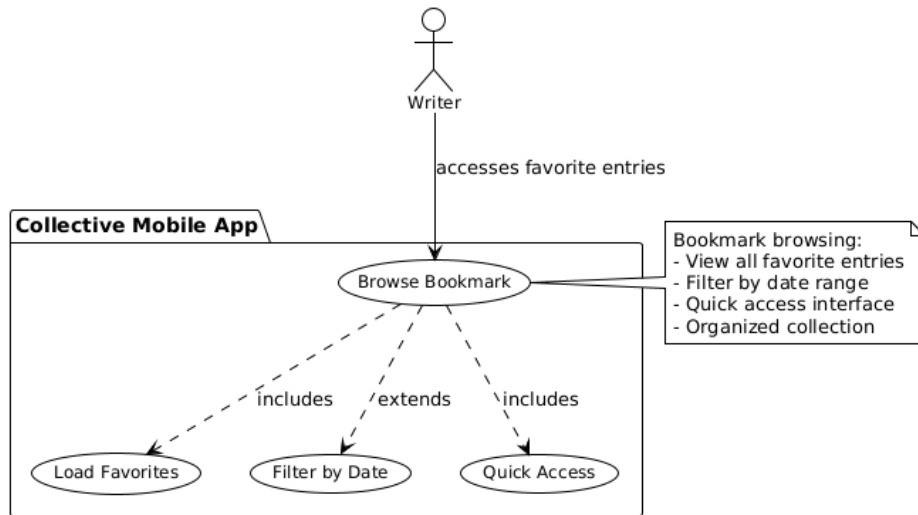 Writer
accesses favorite entries
Collective Mobile App
Browse Bookmark
Bookmark browsing:
- View all favorite entries
- Filter by date range
- Quick access interface
- Organized collection
includes
extends
includes
Load Favorites
Filter by Date
Quick Access